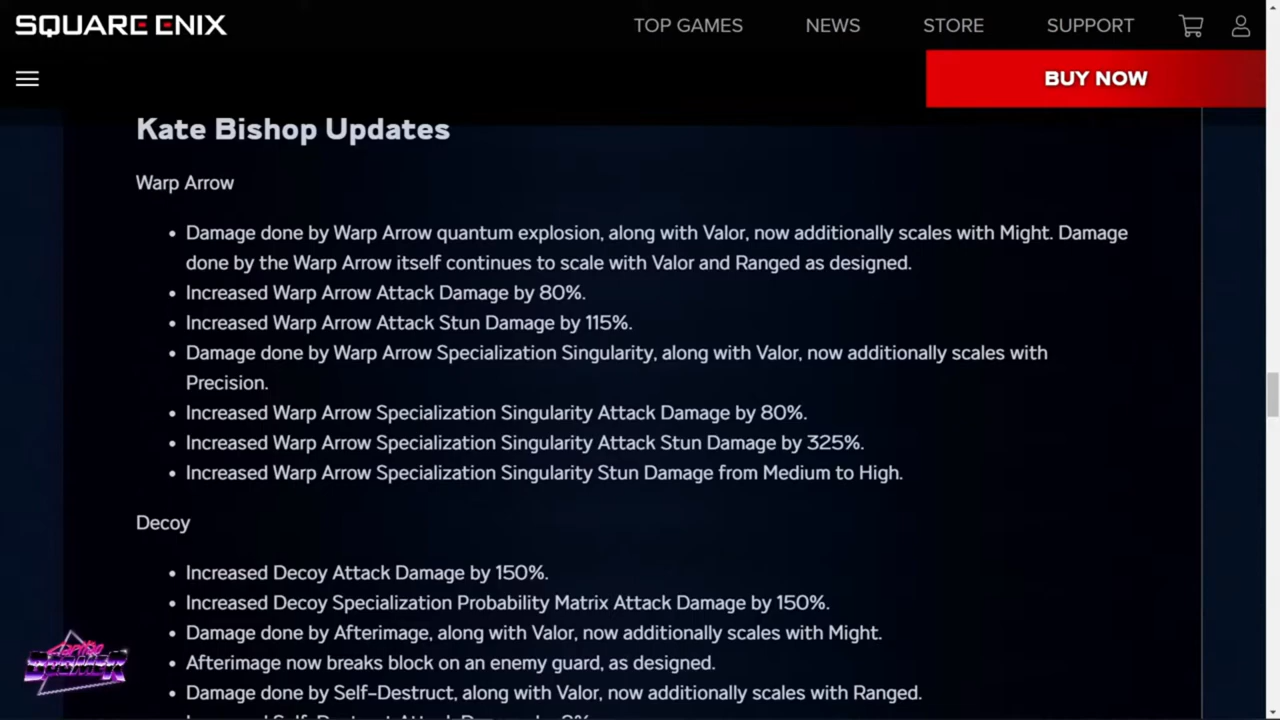 SQUARE ENIX
TOP GAMES
NEWS
STORE
SUPPORT
BUY NOW
Kate Bishop Updates
Warp Arrow
• Damage done by Warp Arrow quantum explosion, along with Valor, now additionally scales with Might. Damage
done by the Warp Arrow itself continues to scale with Valor and Ranged as designed.
• Increased Warp Arrow Attack Damage by 80%.
• Increased Warp Arrow Attack Stun Damage by 115%.
• Damage done by Warp Arrow Specialization Singularity, along with Valor, now additionally scales with
Precision.
• Increased Warp Arrow Specialization Singularity Attack Damage by 80%.
• Increased Warp Arrow Specialization Singularity Attack Stun Damage by 325%.
• Increased Warp Arrow Specialization Singularity Stun Damage from Medium to High.
Decoy
• Increased Decoy Attack Damage by 150%.
• Increased Decoy Specialization Probability Matrix Attack Damage by 150%.
• Damage done by Afterimage, along with Valor, now additionally scales with Might.
• Afterimage now breaks block on an enemy guard, as designed.
• Damage done by Self-Destruct, along with Valor, now additionally scales with Ranged.